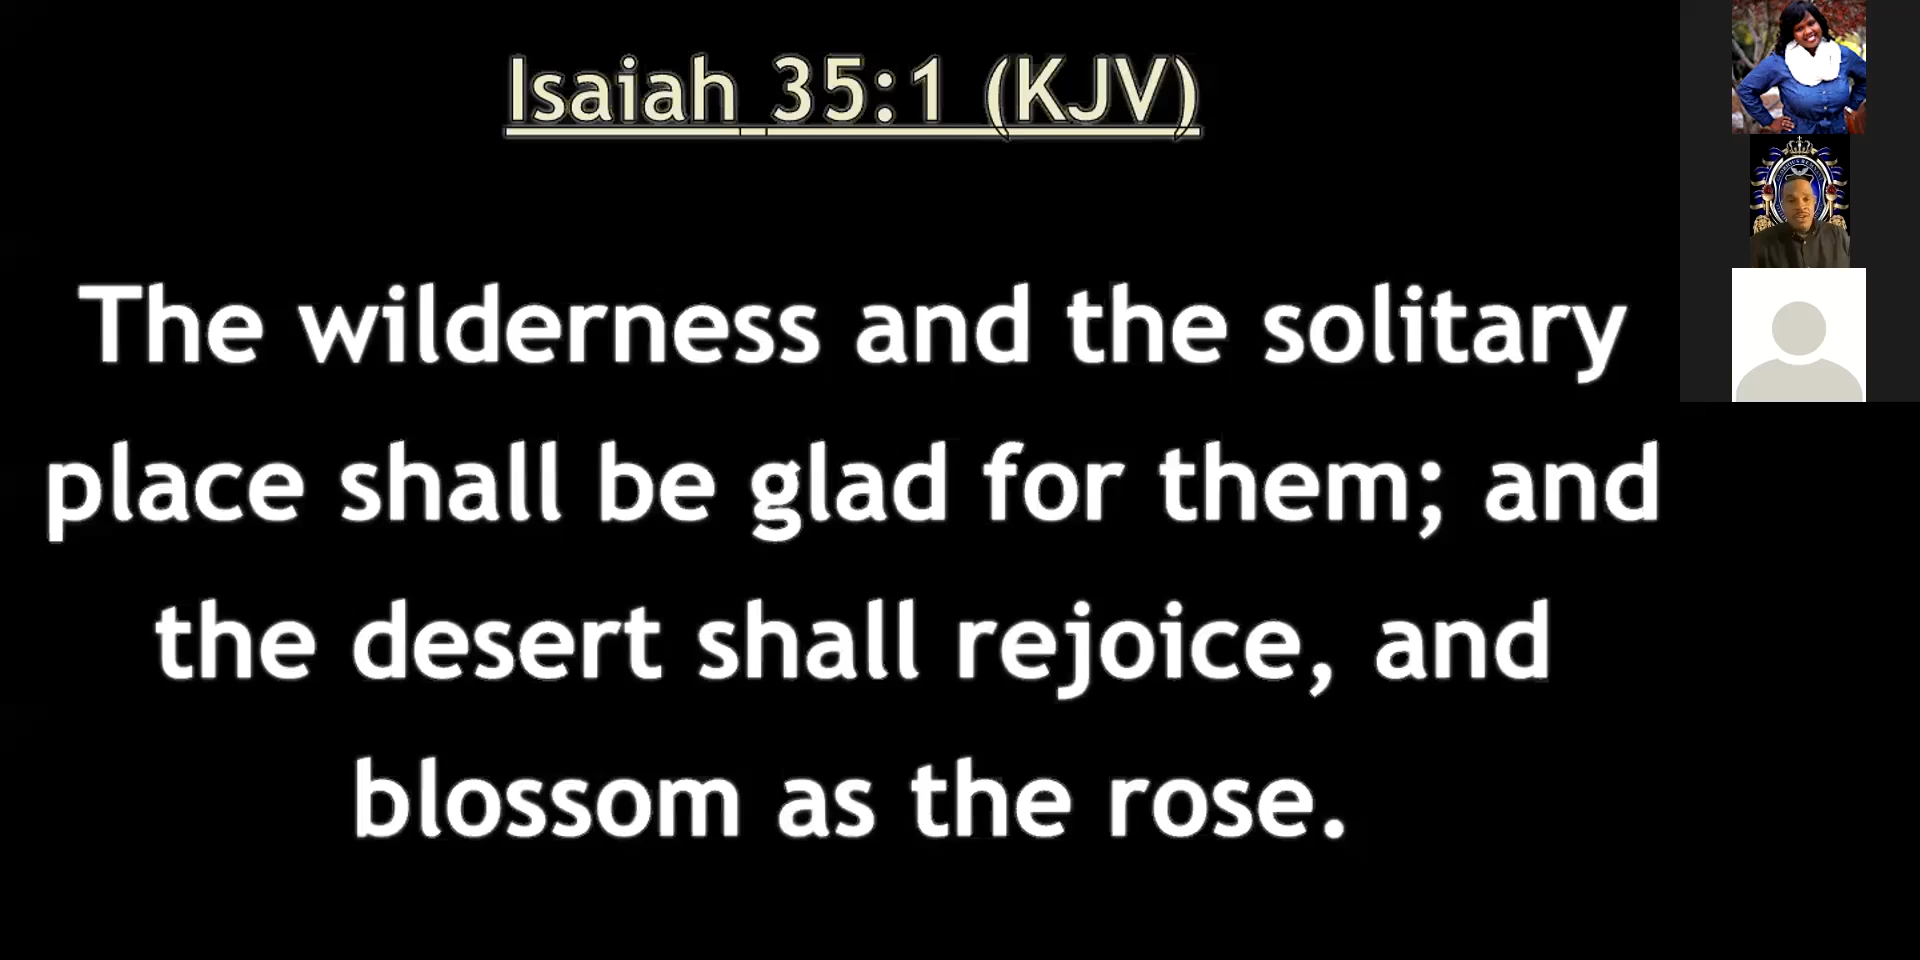 Isaiah 35:1 (KJV)
The wilderness and the solitary
place shall be glad for them; and
the desert shall rejoice, and
blossom as the rose.